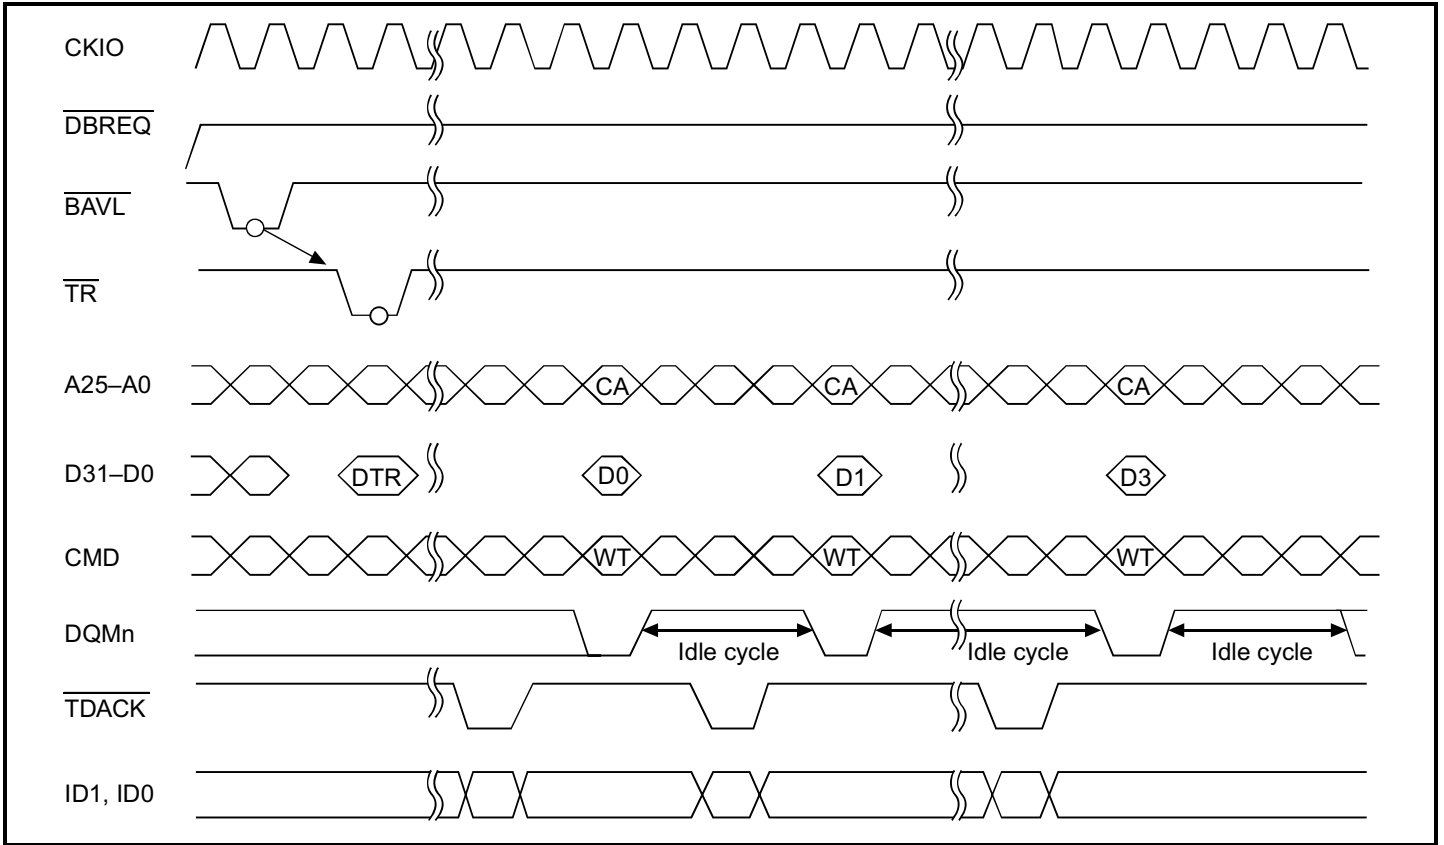 CKIO
DBREQ
BAVL
TR
A25–A0 CA CA CA
D31–D0 DTR D0 D1 D3
CMD WT WT WT
DQMn Idle cycle Idle cycle Idle cycle
TDACK
ID1, ID0